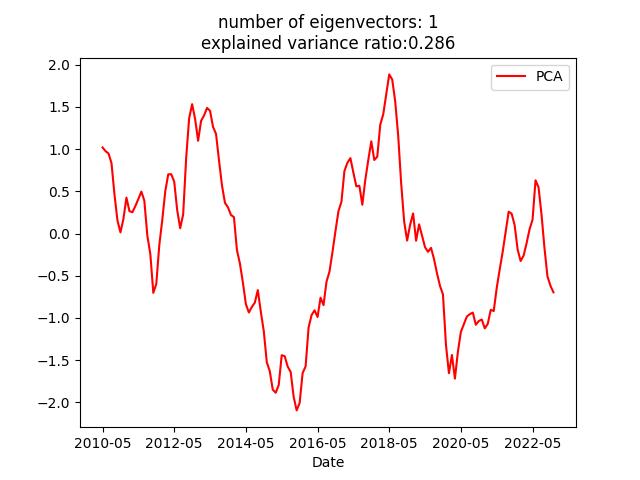 number of eigenvectors: 1
explained variance ratio:0.286
2.0
1.5
1.0
0.5
0.0
−0.5
−1.0
−1.5
−2.0
PCA
2010-05 2012-05 2014-05 2016-05 2018-05 2020-05 2022-05
Date